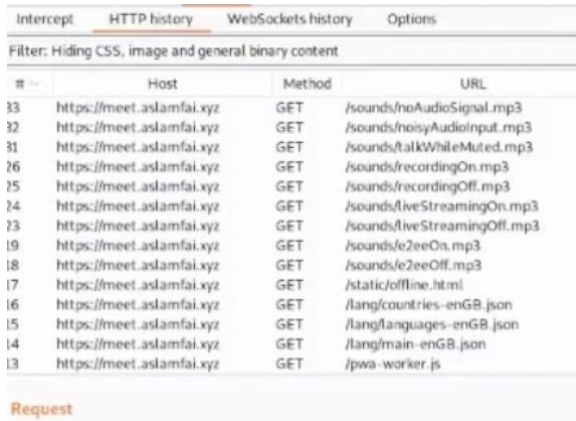 Intercept HTTP history WebSockets history Options
Filter: Hiding CSS, image and general binary content
# Host Method URL
33 https://meet.aslamfai.xyz GET /sounds/noAudioSignal.mp3
32 https://meet.aslamfai.xyz GET /sounds/noisyAudioInput.mp3
31 https://meet.aslamfai.xyz GET /sounds/talkWhileMuted.mp3
26 https://meet.aslamfai.xyz GET /sounds/recordingOn.mp3
25 https://meet.aslamfai.xyz GET /sounds/recordingOff.mp3
24 https://meet.aslamfai.xyz GET /sounds/liveStreamingOn.mp3
23 https://meet.aslamfai.xyz GET /sounds/liveStreamingOff.mp3
19 https://meet.aslamfai.xyz GET /sounds/e2eeOn.mp3
18 https://meet.aslamfai.xyz GET /sounds/e2eeOff.mp3
17 https://meet.aslamfai.xyz GET /static/offline.html
16 https://meet.aslamfai.xyz GET /lang/countries-enGB.json
15 https://meet.aslamfai.xyz GET /lang/languages-enGB.json
14 https://meet.aslamfai.xyz GET /lang/main-enGB.json
13 https://meet.aslamfai.xyz GET /pwa-worker.js
Request